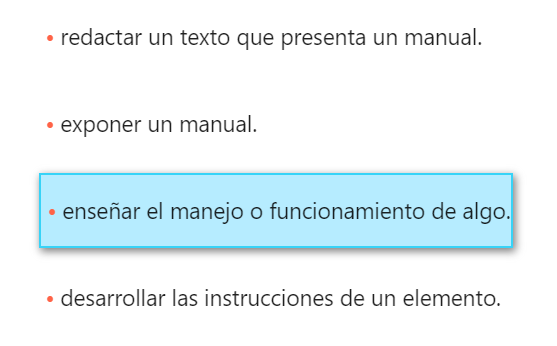 • redactar un texto que presenta un manual.
• exponer un manual.
• enseñar el manejo o funcionamiento de algo.
• desarrollar las instrucciones de un elemento.